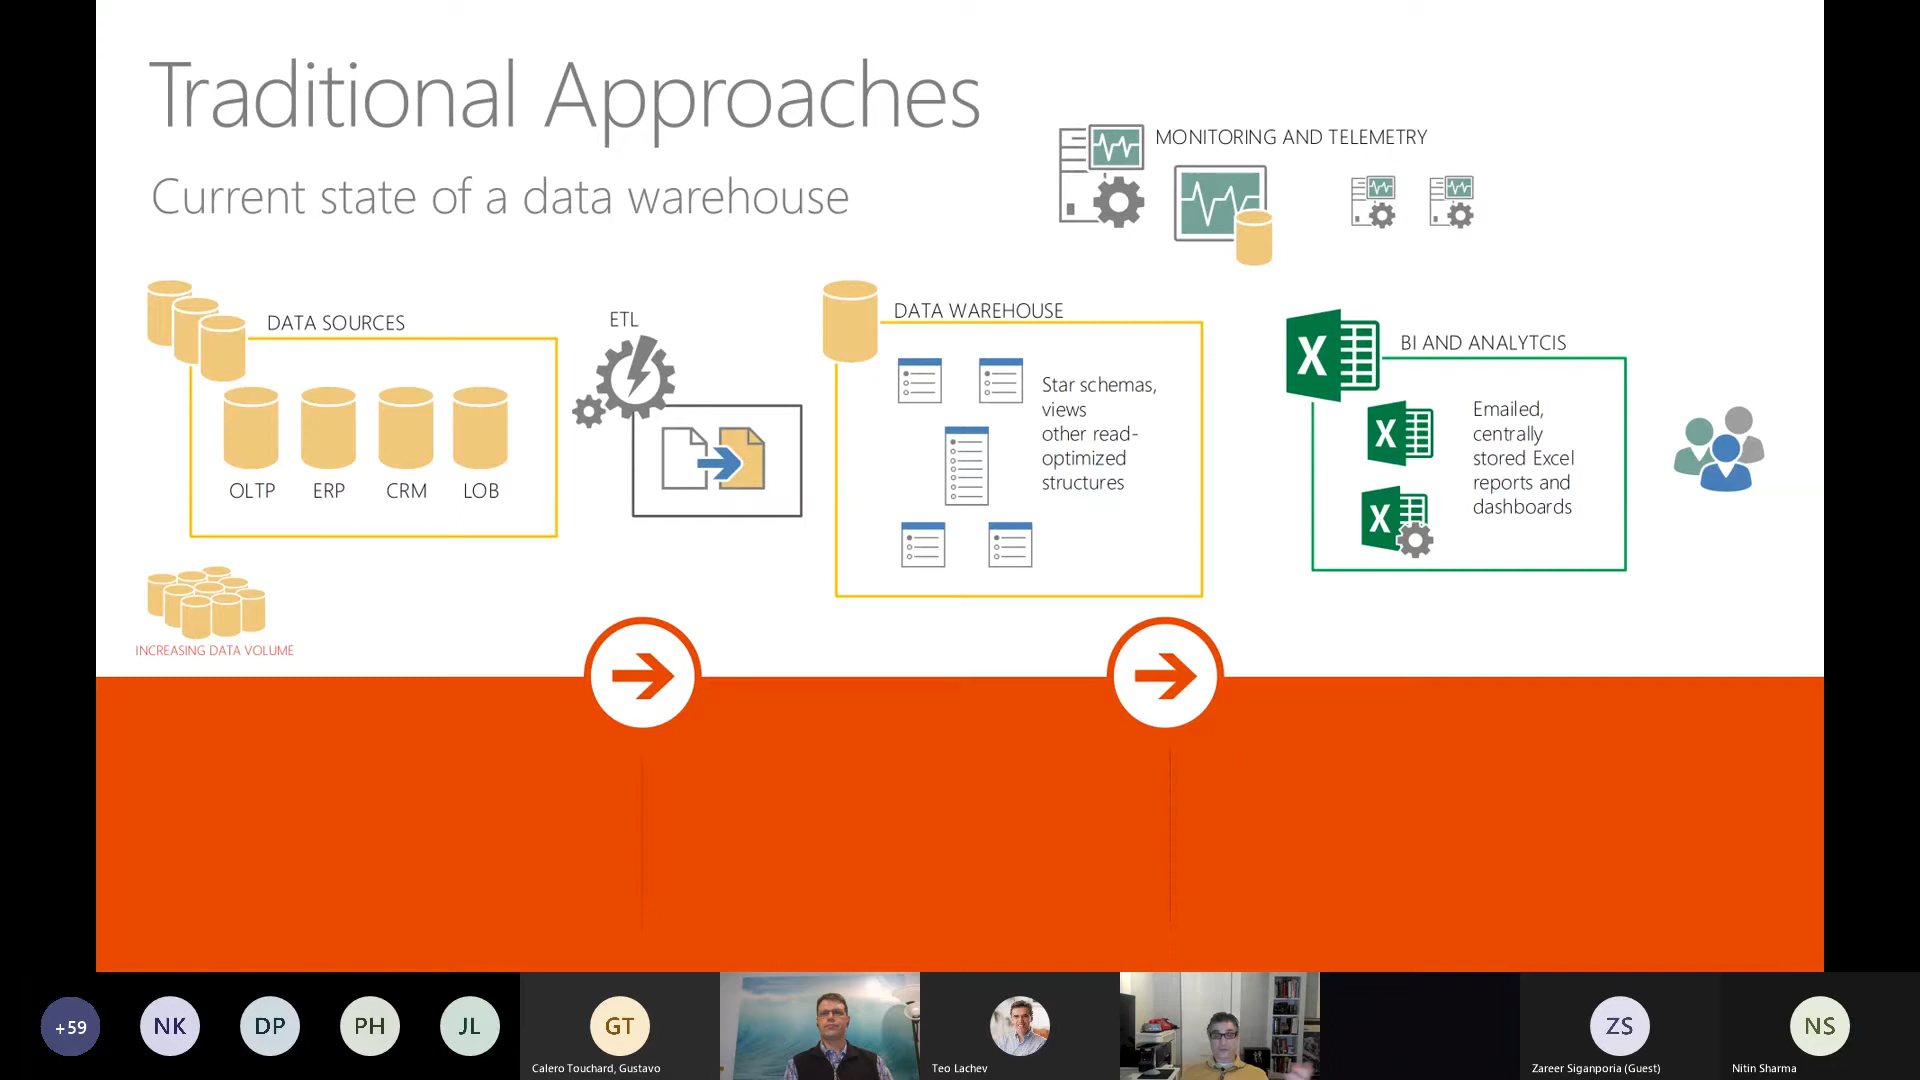 Traditional Approaches
Current state of a data warehouse
MONITORING AND TELEMETRY
DATA SOURCES
OLTP
ERP
CRM
LOB
INCREASING DATA VOLUME
ETL
DATA WAREHOUSE
Star schemas,
views
other read-
optimized
structures
BI AND ANALYTCIS
X
X
X
Emailed,
centrally
stored Excel
reports and
dashboards
+59
NK
DP
PH
JL
GT
Calero Touchard, Gustavo
Teo Lachev
ZS
Zareer Siganporia (Guest)
NS
Nitin Sharma